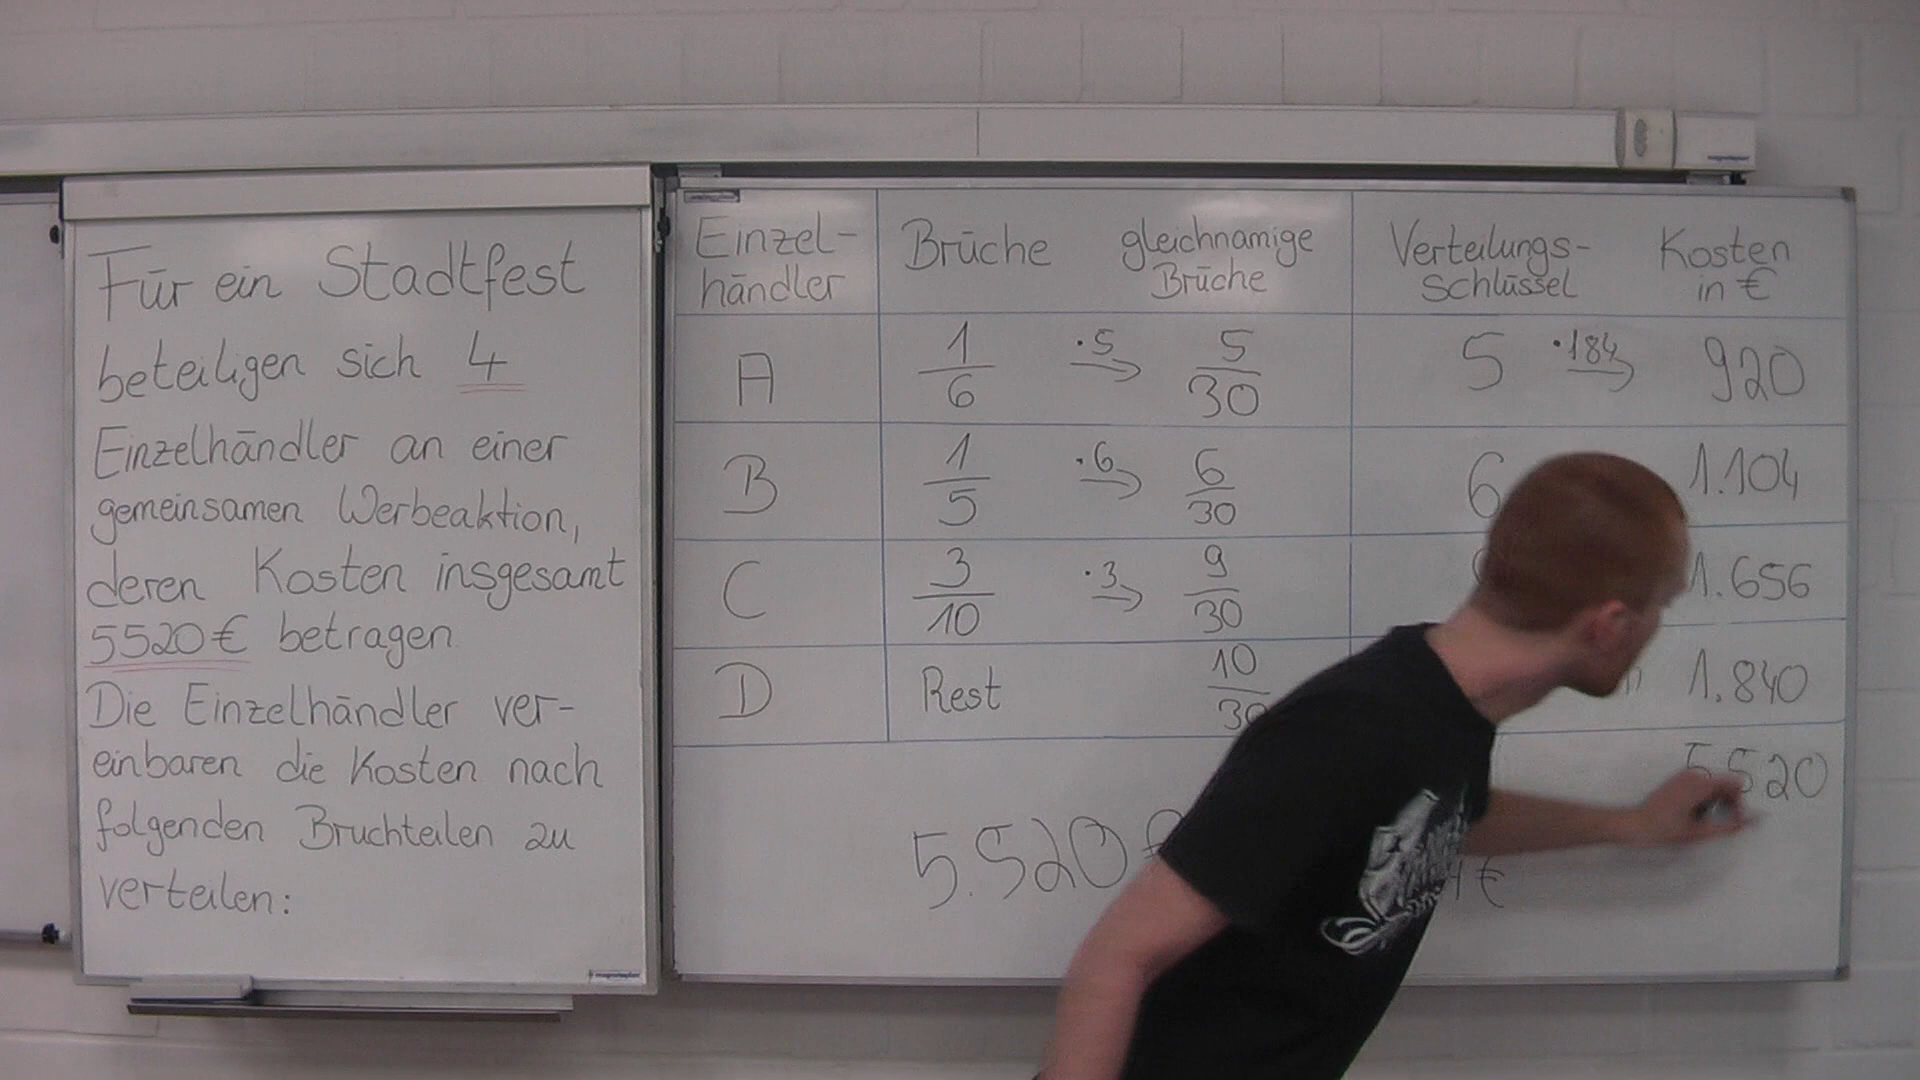 Für ein Stadtfest
beteiligen sich 4
Einzelhändler an einer
gemeinsamen Werbeaktion,
deren Kosten insgesamt
5520€ betragen
Die Einzelhändler ver-
einbaren die Kosten nach
folgenden Bruchteilen zu
verteilen:
Einzel-
händler
Brüche
gleichnamige
Brüche
Verteilungs-
schlüssel
Kosten
in €
A 1/6 ·5 → 5/30 5 ·184 → 920
B 1/5 ·6 → 6/30 6 1.104
C 3/10 ·3 → 9/30 1.656
D Rest 10/30 1.840
5.520
5.520
€